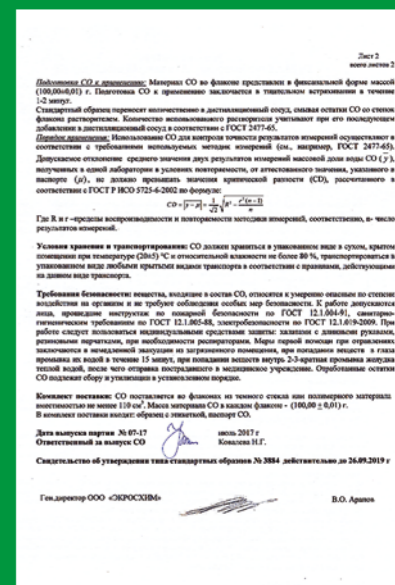 Лист 2
всего листов 2
Подготовка СО к применению: Материал СО во флаконе представлен в фиксанальной форме массой
(100,00±0,01) г. Подготовка СО к применению заключается в тщательном встряхивании в течение
1-2 минут.
Стандартный образец переносят количественно в дистилляционный сосуд, смывая остатки СО со стенок
флакона растворителем. Количество использованного растворителя учитывают при его последующем
добавлении в дистилляционный сосуд в соответствие с ГОСТ 2477-65.
Порядок применения: Использование СО для контроля точности результатов измерений осуществляют в
соответствии с требованиями используемых методик измерений (см., например, ГОСТ 2477-65).
Допускаемое отклонение среднего значения двух результатов измерений массовой доли воды СО (y̅),
полученных в одной лаборатории в условиях повторяемости, от аттестованного значения, указанного в
паспорте (μ), не должно превышать значения критической разности (CD), рассчитанного в
соответствие с ГОСТ Р ИСО 5725-6-2002 по формуле:
CD = |y̅ − μ| = 1/√2 √(R² − r²(n−1)/n)
Где R и r –пределы воспроизводимости и повторяемости методики измерений, соответственно, n- число
результатов измерений.
Условия хранения и транспортирования: СО должен храниться в упакованном виде в сухом, крытом
помещении при температуре (20±5) °С и относительной влажности не более 80 %, транспортироваться в
упакованном виде любыми крытыми видами транспорта в соответствии с правилами, действующими
на данном виде транспорта.
Требования безопасности: вещества, входящие в состав СО, относятся к умеренно опасным по степени
воздействия на организм и не требуют соблюдения особых мер безопасности. К работе допускаются
лица, прошедшие инструктаж по пожарной безопасности по ГОСТ 12.1.004-91, санитарно-
гигиеническим требованиям по ГОСТ 12.1.005-88, электробезопасности по ГОСТ 12.1.019-2009. При
работе следует пользоваться индивидуальными средствами защиты: халатами с длинными рукавами,
резиновыми перчатками, при необходимости респираторами. Меры первой помощи при отравлениях
заключаются в немедленной эвакуации из загрязненного помещения, при попадании веществ в глаза
промывка их водой в течение 15 минут, при попадании веществ внутрь 2-3-кратная промывка желудка
теплой водой, после чего отправка пострадавшего в медицинское учреждение. Отработанные остатки
СО подлежат сбору и утилизации в установленном порядке.
Комплект поставки: СО поставляется во флаконах из темного стекла или полимерного материала
вместимостью не менее 110 см³. Масса материала СО в каждом флаконе - (100,00 ± 0,01) г.
В комплект поставки входят: образец с этикеткой, паспорт СО.
Дата выпуска партии № 07-17 июль 2017 г
Ответственный за выпуск СО Ковалева Н.Г.
Свидетельство об утверждении типа стандартных образцов № 3884 действительно до 26.09.2019 г
Ген.директор ООО «ЭКРОСХИМ» В.О. Арапов